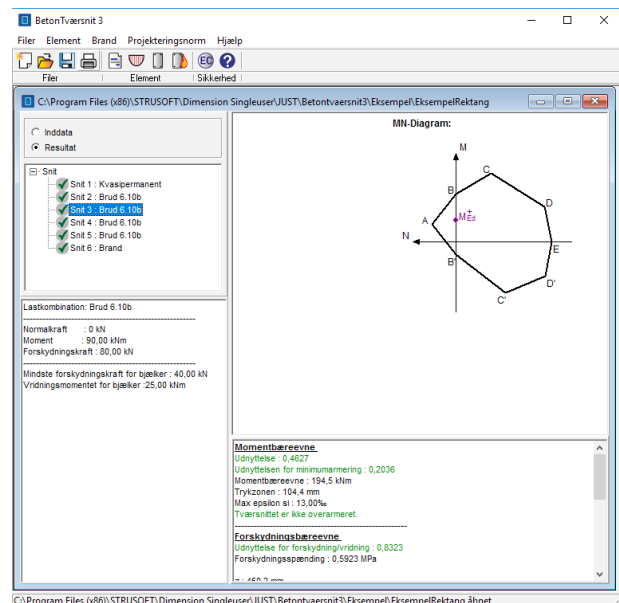 BetonTværsnit 3
Filer Element Brand Projekteringsnorm Hjælp
EC ?
Filer Element Sikkerhed
C:\Program Files (x86)\STRUSOFT\Dimension Singleuser\JUST\Betontvaersnit3\Eksempel\EksempelRektang
Inddata
Resultat
Snit
Snit 1 : Kvasipermanent
Snit 2 : Brud 6.10b
Snit 3 : Brud 6.10b
Snit 4 : Brud 6.10b
Snit 5 : Brud 6.10b
Snit 6 : Brand
Lastkombination: Brud 6.10b
Normalkraft : 0 kN
Moment : 90,00 kNm
Forskydningskraft : 80,00 kN
Mindste forskydningskraft for bjælker : 40,00 kN
Vridningsmomentet for bjælker :25,00 kNm
MN-Diagram:
M
C
B
D
A
M+Ed
N
E
B'
D'
C'
Momentbæreevne
Udnyttelse : 0,4627
Udnyttelsen for minimumarmering : 0,2036
Momentbæreevne : 194,5 kNm
Trykzonen : 104,4 mm
Max epsilon si : 13,00‰
Tværsnittet er ikke overarmeret.
Forskydningsbæreevne
Udnyttelse for forskydning/vridning : 0,8323
Forskydningsspænding : 0,5923 MPa
C:\Program Files (x86)\STRUSOFT\Dimension Singleuser\JUST\Betontvaersnit3\Eksempel\EksempelRektang åbnet